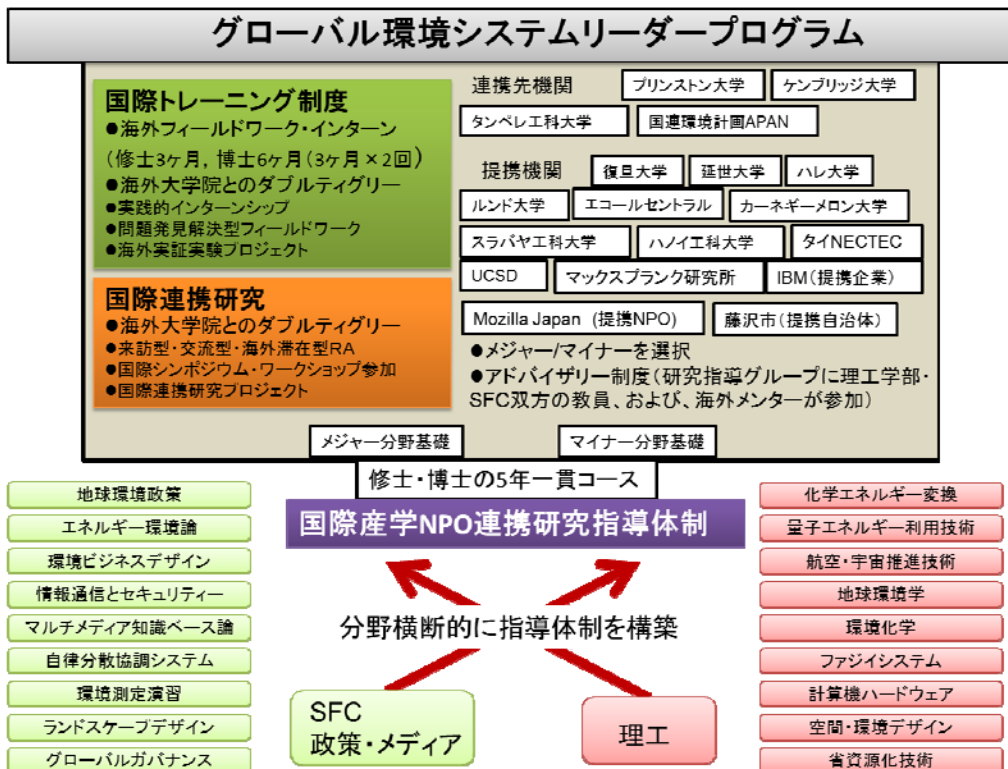 グローバル環境システムリーダープログラム
国際トレーニング制度
●海外フィールドワーク・インターン
(修士3ヶ月, 博士6ヶ月(3ヶ月×2回)
●海外大学院とのダブルティグリー
●実践的インターンシップ
●問題発見解決型フィールドワーク
●海外実証実験プロジェクト
国際連携研究
●海外大学院とのダブルティグリー
●来訪型・交流型・海外滞在型RA
●国際シンポジウム・ワークショップ参加
●国際連携研究プロジェクト
連携先機関 プリンストン大学 ケンブリッジ大学
タンペレ工科大学 国連環境計画APAN
提携機関 復旦大学 延世大学 ハレ大学
ルンド大学 エコールセントラル カーネギーメロン大学
スラバヤ工科大学 ハノイ工科大学 タイNECTEC
UCSD マックスプランク研究所 IBM(提携企業)
Mozilla Japan (提携NPO) 藤沢市(提携自治体)
●メジャー/マイナーを選択
●アドバイザリー制度(研究指導グループに理工学部・
SFC双方の教員、および、海外メンターが参加)
メジャー分野基礎 マイナー分野基礎
修士・博士の5年一貫コース
国際産学NPO連携研究指導体制
分野横断的に指導体制を構築
SFC
政策・メディア
理工
地球環境政策
エネルギー環境論
環境ビジネスデザイン
情報通信とセキュリティー
マルチメディア知識ベース論
自律分散協調システム
環境測定演習
ランドスケープデザイン
グローバルガバナンス
化学エネルギー変換
量子エネルギー利用技術
航空・宇宙推進技術
地球環境学
環境化学
ファジイシステム
計算機ハードウェア
空間・環境デザイン
省資源化技術